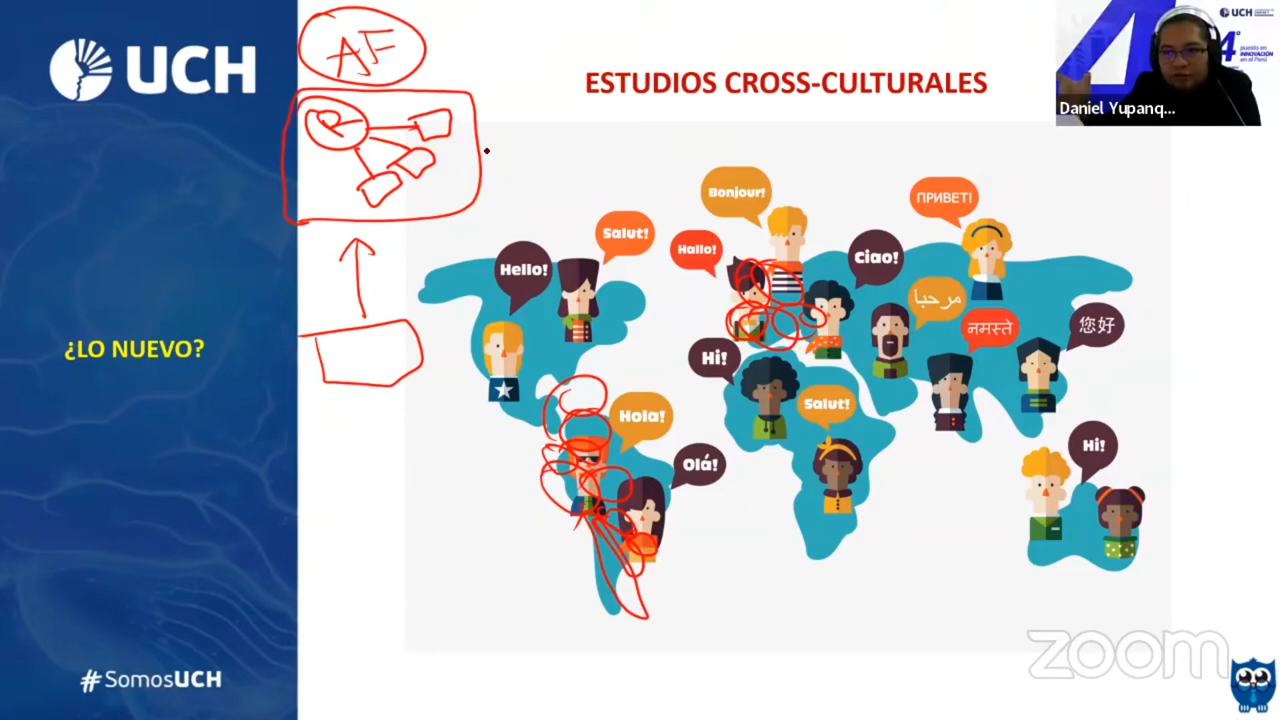 UCH
AF
R
ESTUDIOS CROSS-CULTURALES
UCH
4°
puesto en
INNOVACIÓN
en el Perú
Daniel Yupanq...
Bonjour!
ПРИВЕТ!
Salut!
Hallo!
Hello!
Ciao!
مرحبا
नमस्ते
您好
¿LO NUEVO?
Hi!
Salut!
Hola!
Olá!
Hi!
zoom
#SomosUCH